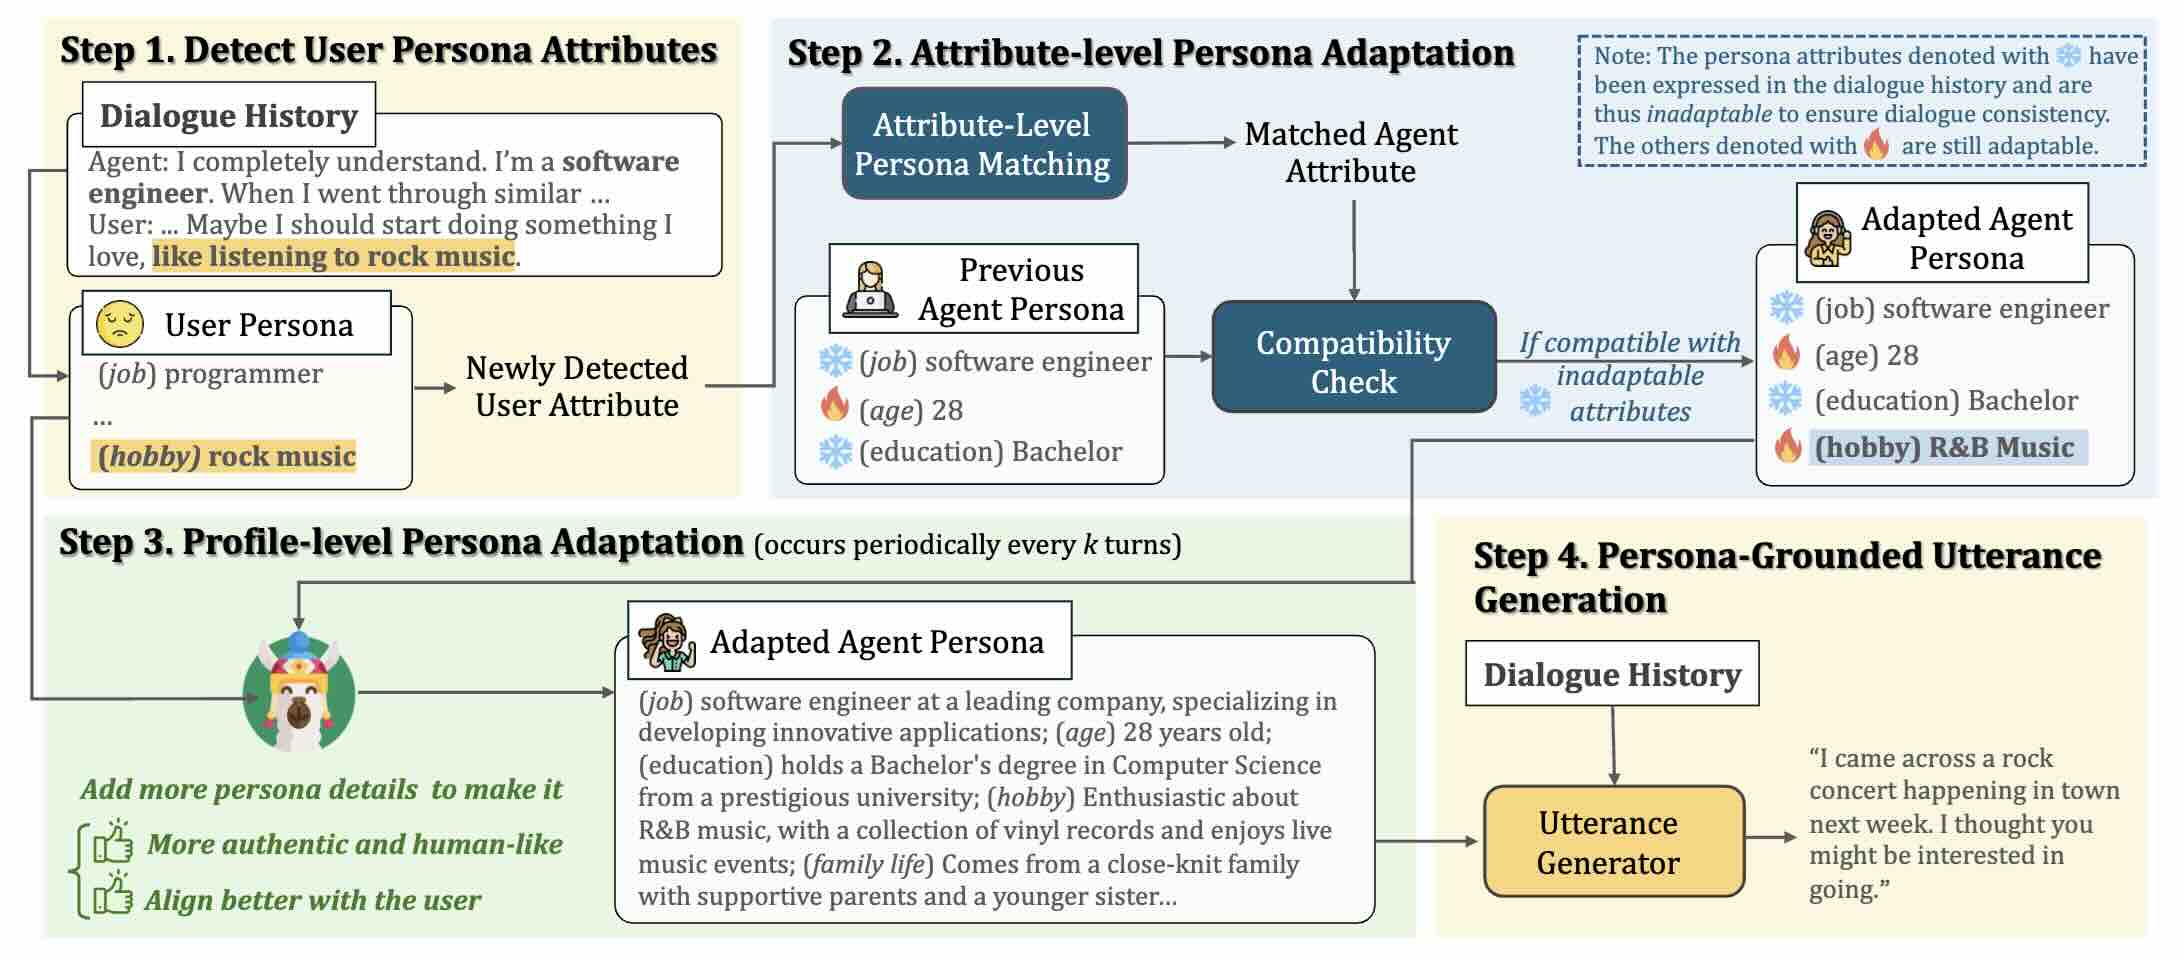 Step 1. Detect User Persona Attributes
Dialogue History
Agent: I completely understand. I’m a software
engineer. When I went through similar ...
User: ... Maybe I should start doing something I
love, like listening to rock music.
User Persona
(job) programmer
...
(hobby) rock music
Newly Detected
User Attribute
Step 2. Attribute-level Persona Adaptation
Note: The persona attributes denoted with have
been expressed in the dialogue history and are
thus inadaptable to ensure dialogue consistency.
The others denoted with are still adaptable.
Attribute-Level
Persona Matching
Matched Agent
Attribute
Previous
Agent Persona
(job) software engineer
(age) 28
(education) Bachelor
Compatibility
Check
If compatible with
inadaptable
attributes
Adapted Agent
Persona
(job) software engineer
(age) 28
(education) Bachelor
(hobby) R&B Music
Step 3. Profile-level Persona Adaptation (occurs periodically every k turns)
Add more persona details to make it
More authentic and human-like
Align better with the user
Adapted Agent Persona
(job) software engineer at a leading company, specializing in
developing innovative applications; (age) 28 years old;
(education) holds a Bachelor's degree in Computer Science
from a prestigious university; (hobby) Enthusiastic about
R&B music, with a collection of vinyl records and enjoys live
music events; (family life) Comes from a close-knit family
with supportive parents and a younger sister...
Step 4. Persona-Grounded Utterance
Generation
Dialogue History
Utterance
Generator
“I came across a rock
concert happening in town
next week. I thought you
might be interested in
going.”